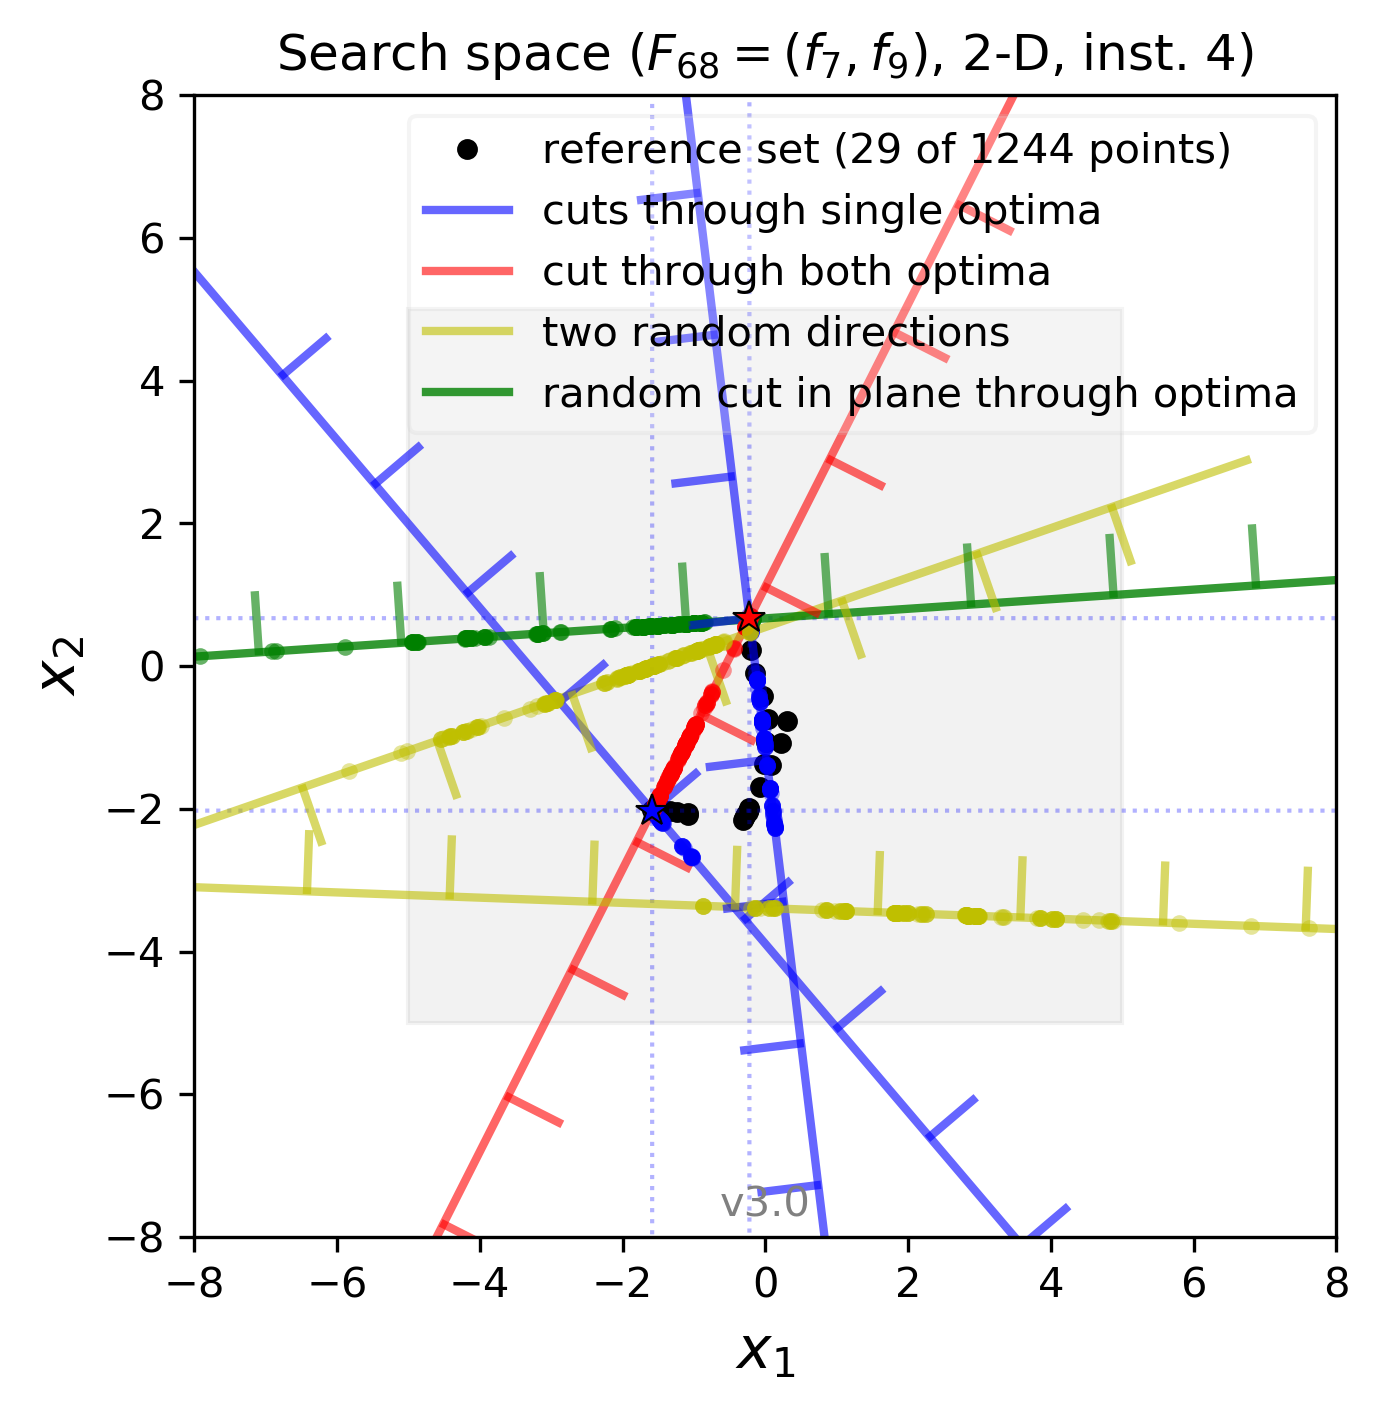 Search space (F₆₈ = (f₇, f₉), 2-D, inst. 4)
8
6
4
2
0
−2
−4
−6
−8
x₂
reference set (29 of 1244 points)
cuts through single optima
cut through both optima
two random directions
random cut in plane through optima
v3.0
−8 −6 −4 −2 0 2 4 6 8
x₁